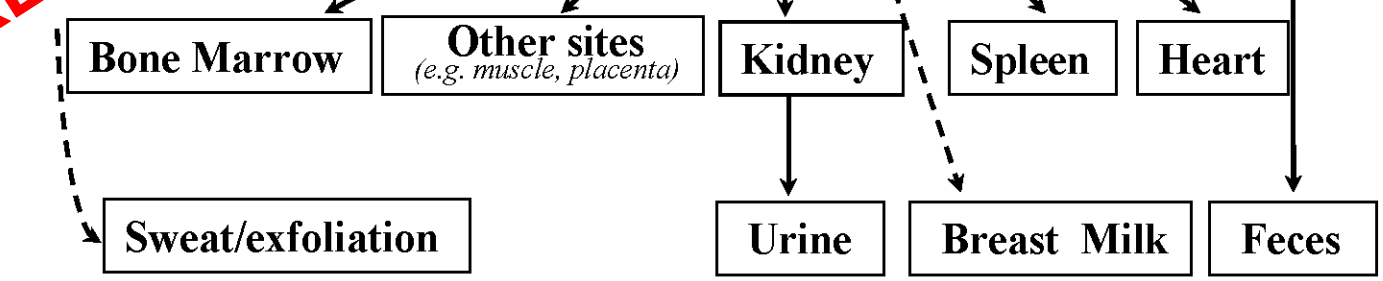 Bone Marrow
Other sites
(e.g. muscle, placenta)
Kidney
Spleen
Heart
Sweat/exfoliation
Urine
Breast Milk
Feces